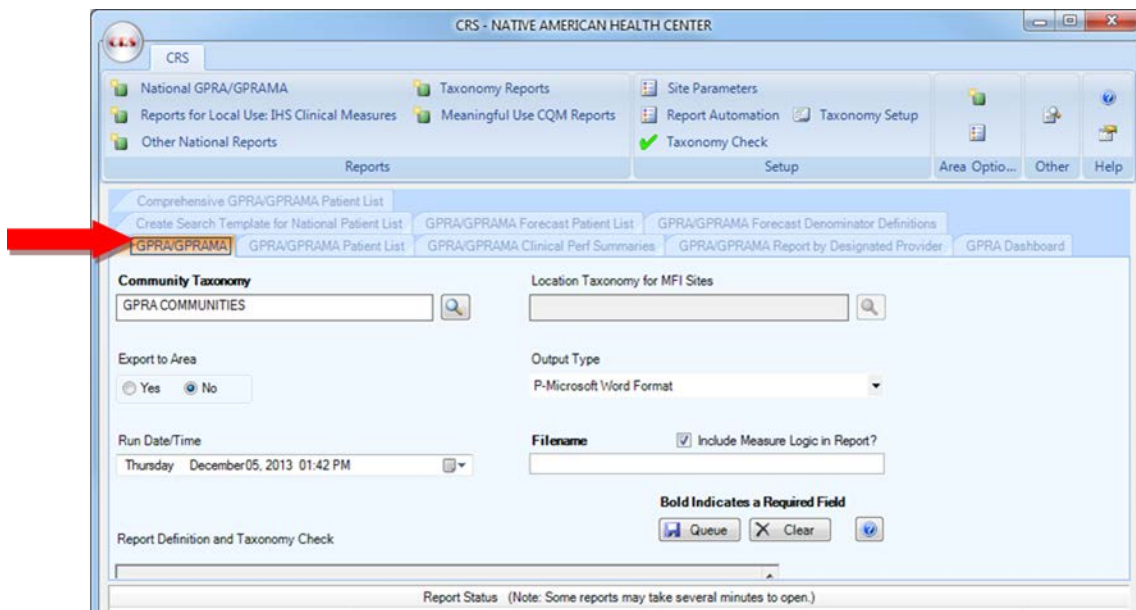 CRS - NATIVE AMERICAN HEALTH CENTER
CRS
CRS
National GPRA/GPRAMA
Taxonomy Reports
Site Parameters
Reports for Local Use: IHS Clinical Measures
Meaningful Use CQM Reports
Report Automation
Taxonomy Setup
Other National Reports
Taxonomy Check
Reports
Setup
Area Optio...
Other
Help
Comprehensive GPRA/GPRAMA Patient List
Create Search Template for National Patient List
GPRA/GPRAMA Forecast Patient List
GPRA/GPRAMA Forecast Denominator Definitions
GPRA/GPRAMA
GPRA/GPRAMA Patient List
GPRA/GPRAMA Clinical Perf Summaries
GPRA/GPRAMA Report by Designated Provider
GPRA Dashboard
Community Taxonomy
Location Taxonomy for MFI Sites
GPRA COMMUNITIES
Export to Area
Output Type
Yes
No
P-Microsoft Word Format
Run Date/Time
Filename
Include Measure Logic in Report?
Thursday December 05, 2013 01:42 PM
Bold Indicates a Required Field
Queue
Clear
Report Definition and Taxonomy Check
Report Status (Note: Some reports may take several minutes to open.)